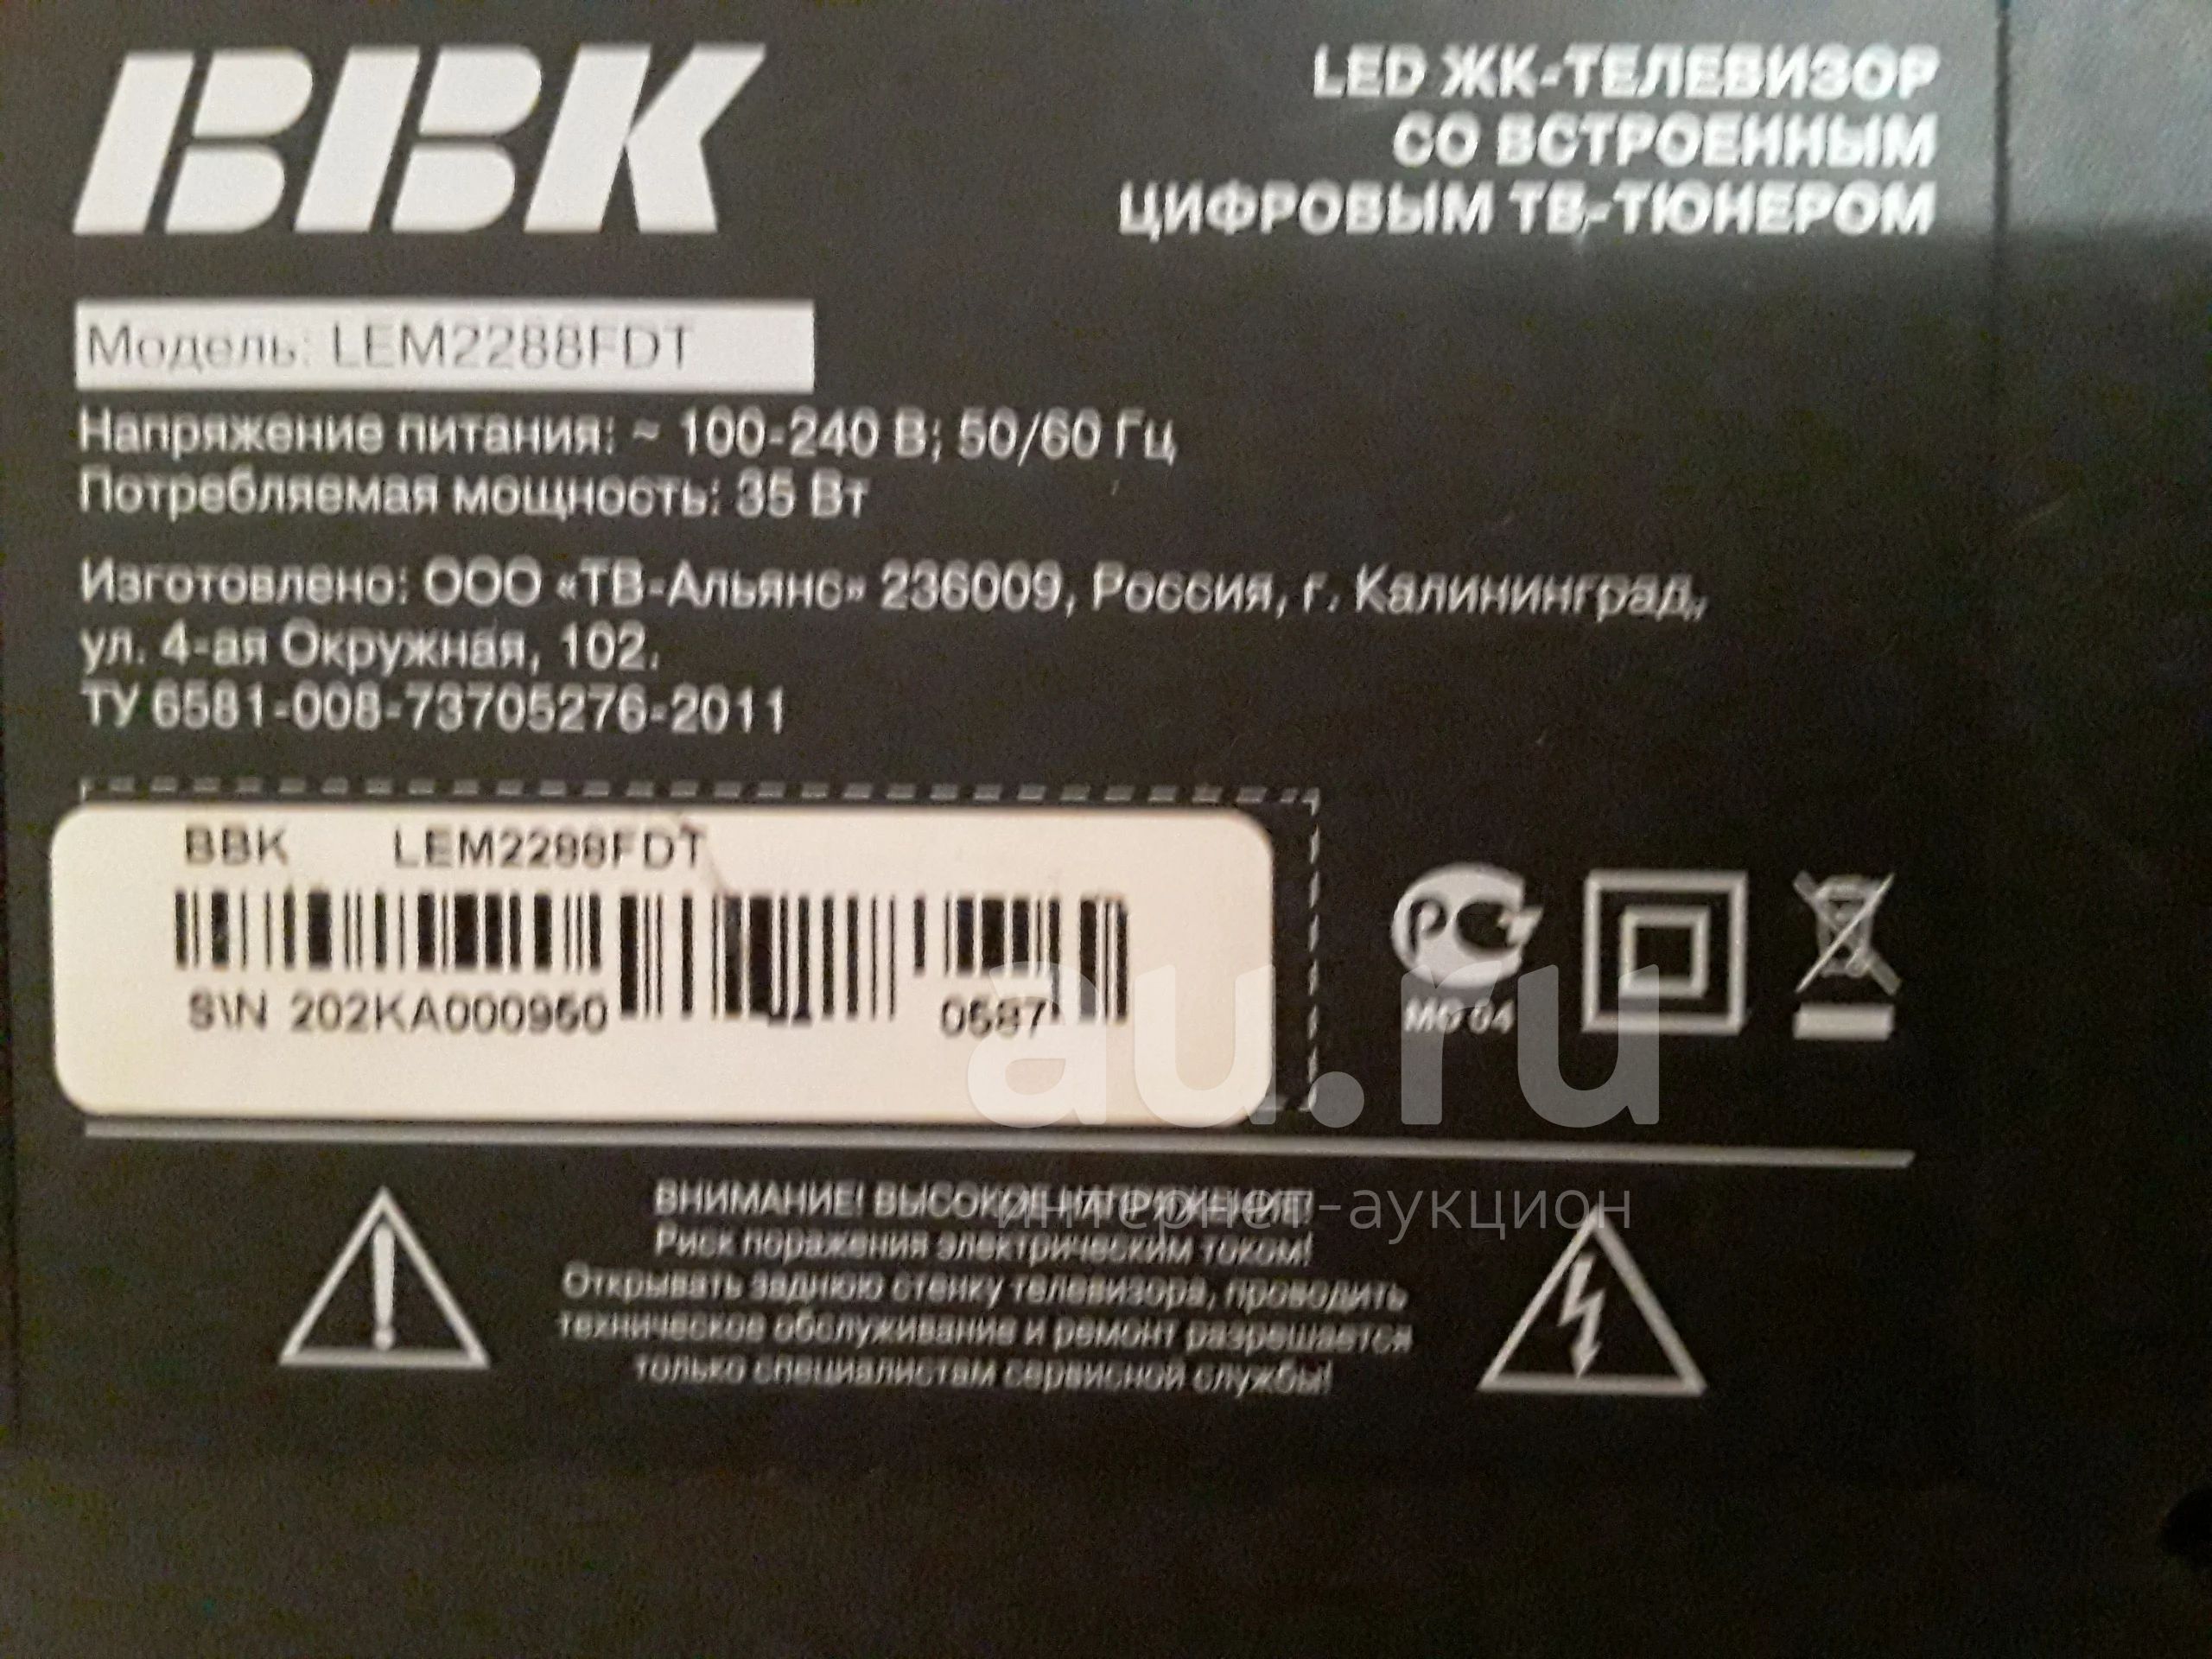 BBK
LED ЖК-ТЕЛЕВИЗОР
СО ВСТРОЕННЫМ
ЦИФРОВЫМ ТВ-ТЮНЕРОМ
Модель: LEM2288FDT
Напряжение питания: ~ 100-240 В; 50/60 Гц
Потребляемая мощность: 35 Вт
Изготовлено: ООО «ТВ-Альянс» 236009, Россия, г. Калининград,
ул. 4-ая Окружная, 102.
ТУ 6581-008-73705276-2011
BBK LEM2288FDT
S\N 202KA000950
0587
РСТ
au.ru
интернет-аукцион
ВНИМАНИЕ! ВЫСОКОЕ НАПРЯЖЕНИЕ!
Риск поражения электрическим током!
Открывать заднюю стенку телевизора, проводить
техническое обслуживание и ремонт разрешается
только специалистам сервисной службы!